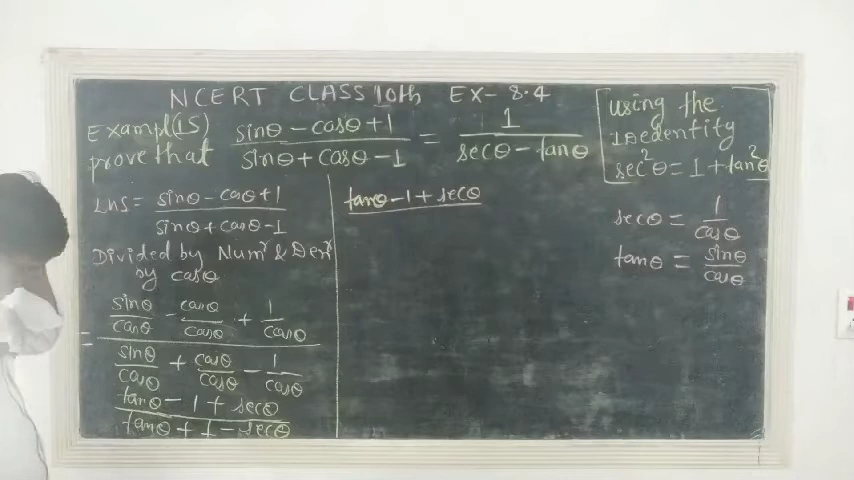 NCERT CLASS 10th EX- 8.4
Exampl(15) sinθ - cosθ + 1 / sinθ + cosθ - 1 = 1 / secθ - tanθ
prove that
using the
IDedentity
sec²θ = 1 + tan²θ
LHS = sinθ - cosθ + 1 / sinθ + cosθ - 1
Divided by Numr & Denr
by cosθ
= sinθ/cosθ - cosθ/cosθ + 1/cosθ
sinθ/cosθ + cosθ/cosθ - 1/cosθ
tanθ - 1 + secθ
tanθ + 1 - secθ
tanθ - 1 + secθ
secθ = 1/cosθ
tanθ = sinθ/cosθ